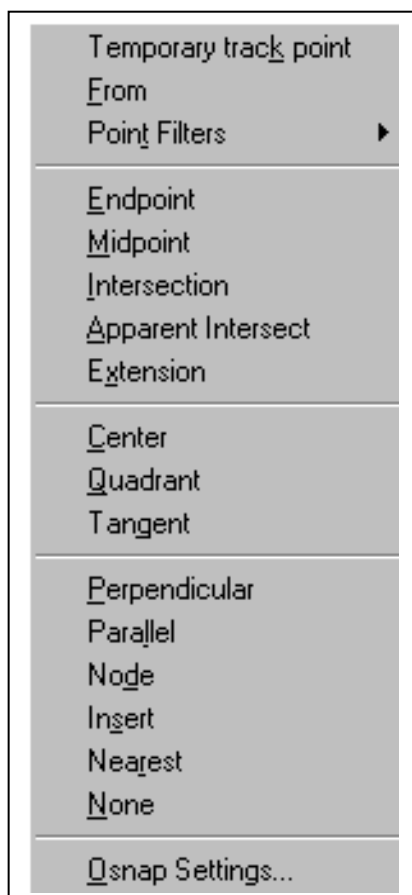 Temporary track point
From
Point Filters
Endpoint
Midpoint
Intersection
Apparent Intersect
Extension
Center
Quadrant
Tangent
Perpendicular
Parallel
Node
Insert
Nearest
None
Osnap Settings...